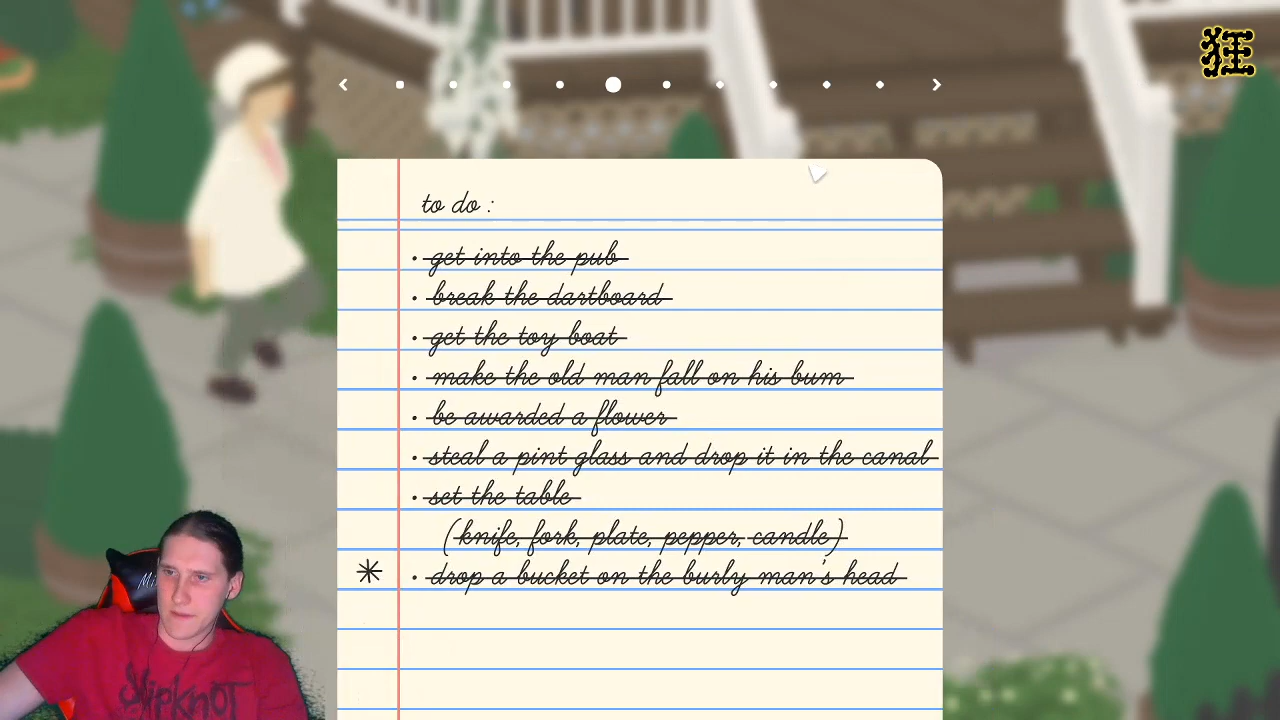 狂
to do :
• get into the pub
• break the dartboard
• get the toy boat
• make the old man fall on his bum
• be awarded a flower
• steal a pint glass and drop it in the canal
• set the table
(knife, fork, plate, pepper, candle)
• drop a bucket on the burly man's head
SlipKnoT